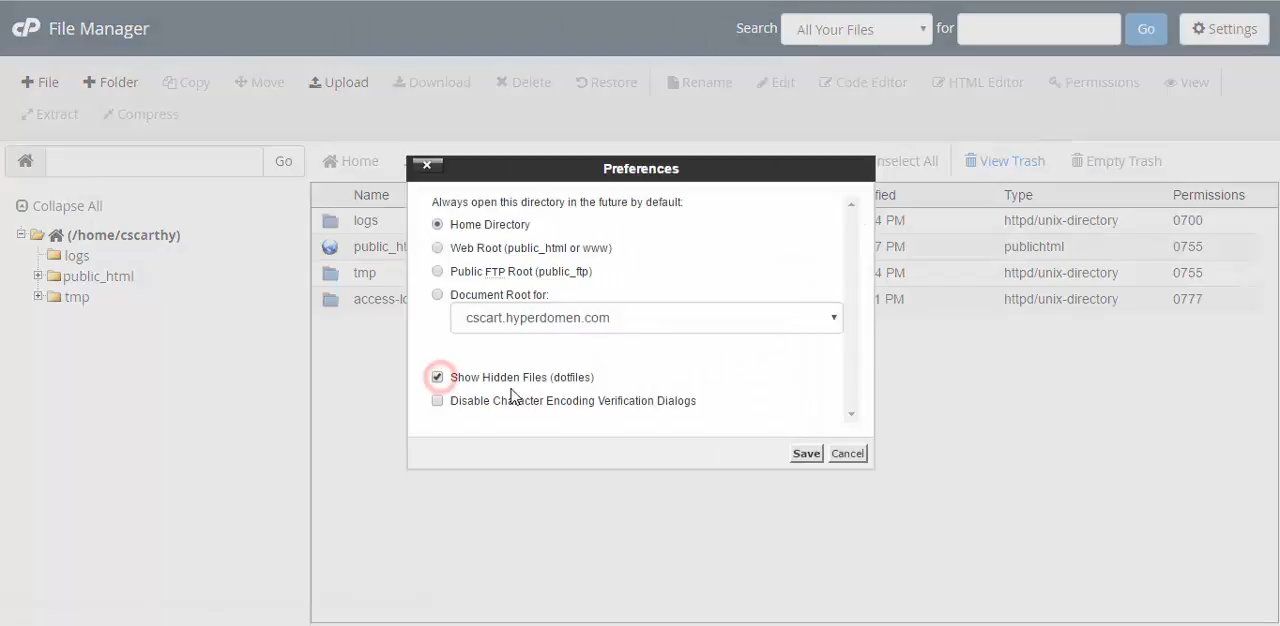 cP File Manager
Search All Your Files for Go Settings
File Folder Copy Move Upload Download Delete Restore Rename Edit Code Editor HTML Editor Permissions View
Extract Compress
Go Home nselect All View Trash Empty Trash
Collapse All
(/home/cscarthy)
logs
public_html
tmp
Name fied Type Permissions
logs 4 PM httpd/unix-directory 0700
public_ht 7 PM publichtml 0755
tmp 4 PM httpd/unix-directory 0755
access-lo 1 PM httpd/unix-directory 0777
Preferences
Always open this directory in the future by default:
Home Directory
Web Root (public_html or www)
Public FTP Root (public_ftp)
Document Root for:
cscart.hyperdomen.com
Show Hidden Files (dotfiles)
Disable Character Encoding Verification Dialogs
Save Cancel